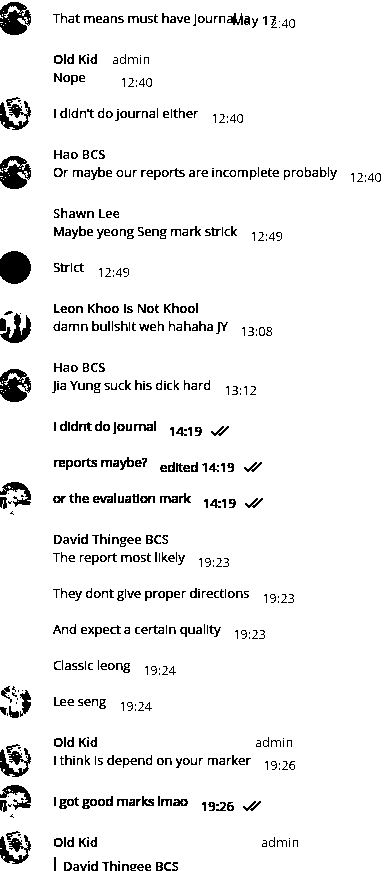 That means must have journal la May 17 12:40
Old Kid admin
Nope 12:40
I didn't do journal either 12:40
Hao BCS
Or maybe our reports are incomplete probably 12:40
Shawn Lee
Maybe yeong Seng mark strick 12:49
Strict 12:49
Leon Khoo Is Not Khool
damn bullshit weh hahaha JY 13:08
Hao BCS
Jia Yung suck his dick hard 13:12
I didnt do journal 14:19
reports maybe? edited 14:19
or the evaluation mark 14:19
David Thingee BCS
The report most likely 19:23
They dont give proper directions 19:23
And expect a certain quality 19:23
Classic leong 19:24
Lee seng 19:24
Old Kid admin
I think is depend on your marker 19:26
I got good marks lmao 19:26
Old Kid admin
David Thingee BCS